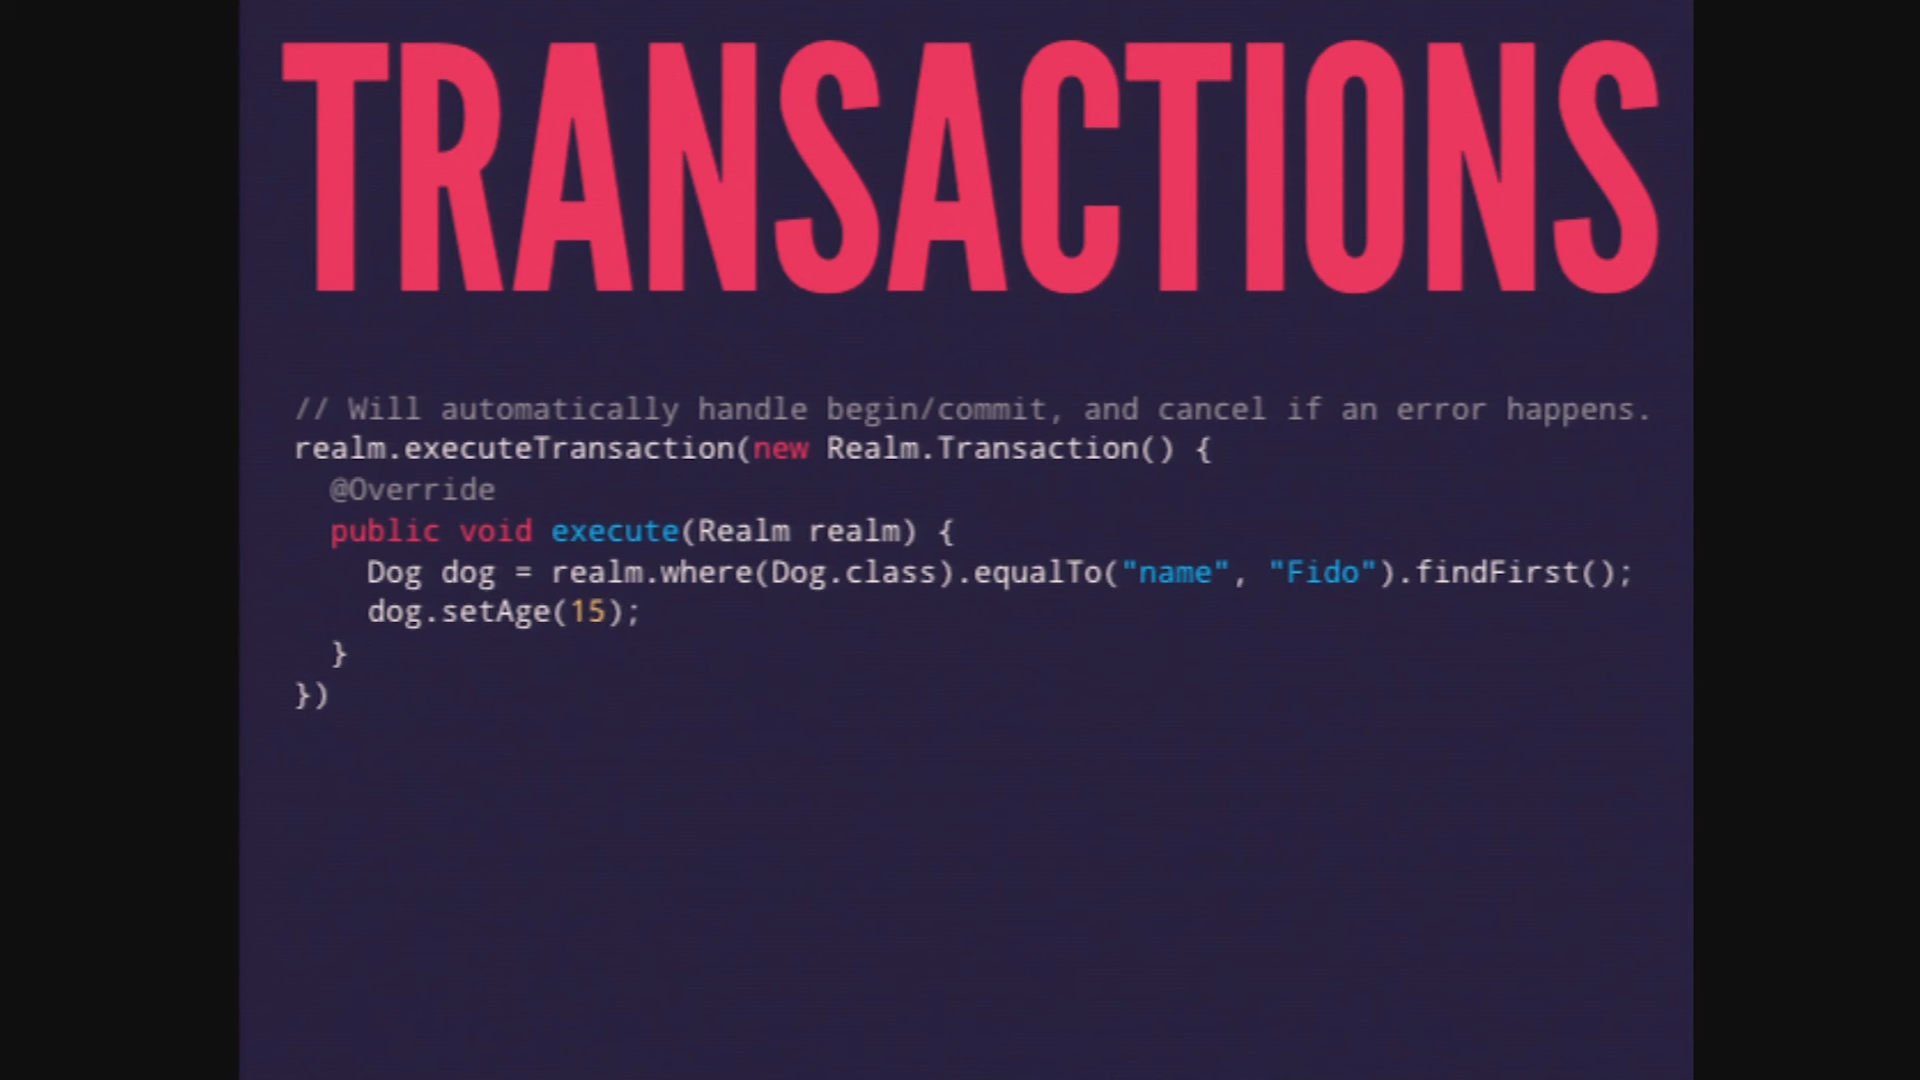 TRANSACTIONS
// Will automatically handle begin/commit, and cancel if an error happens.
realm.executeTransaction(new Realm.Transaction() {
  @Override
  public void execute(Realm realm) {
    Dog dog = realm.where(Dog.class).equalTo("name", "Fido").findFirst();
    dog.setAge(15);
  }
})